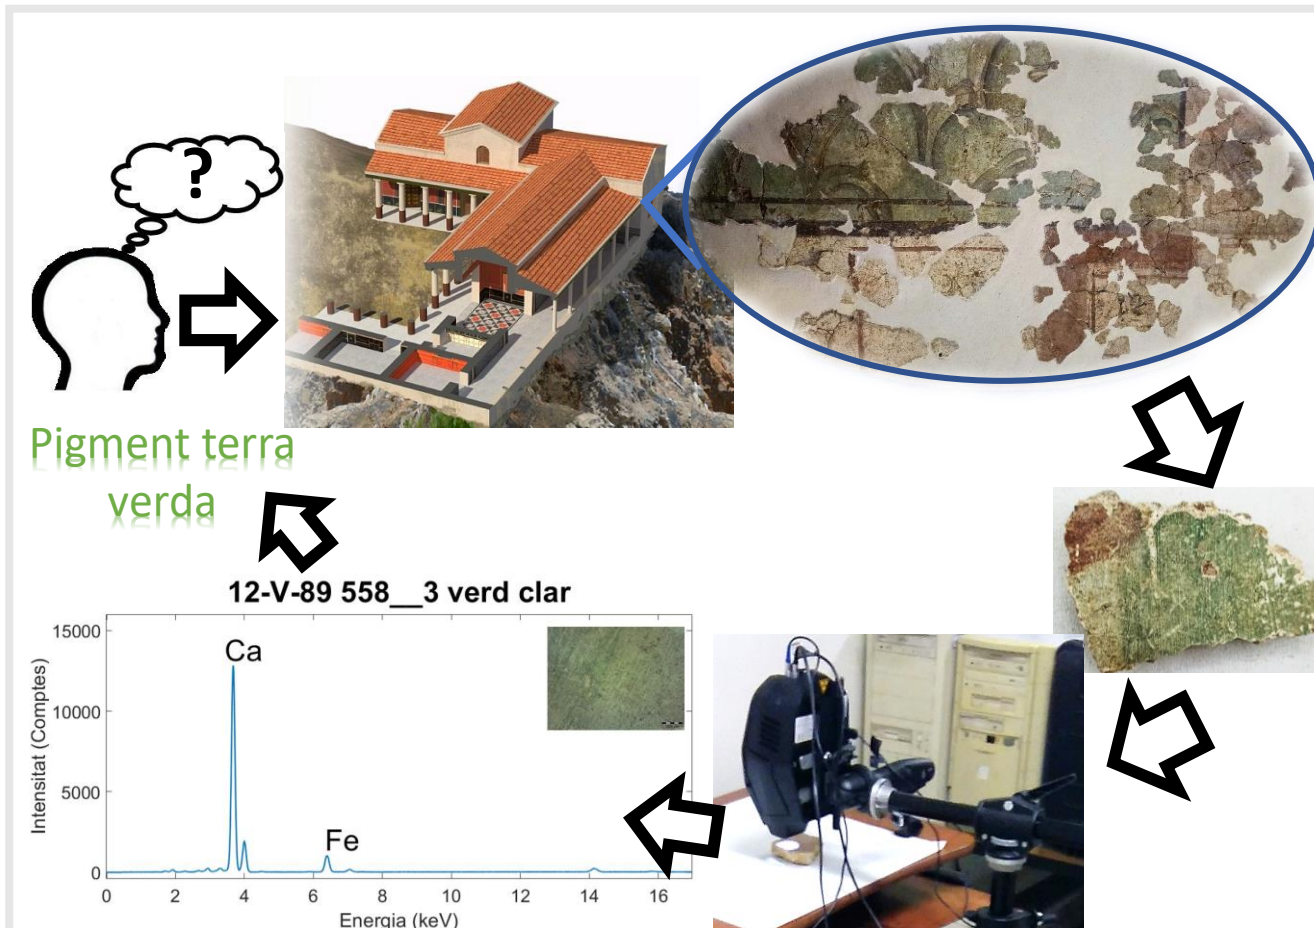 ?
Pigment terra
verda
12-V-89 558__3 verd clar
Intensitat (Comptes)
15000
10000
5000
0
Ca
Fe
0 2 4 6 8 10 12 14 16
Energia (keV)